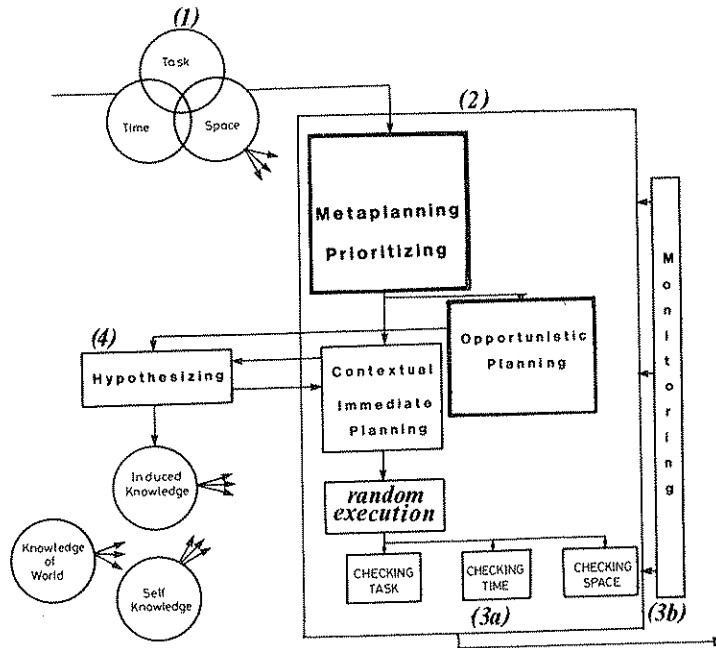 (1)
Task
Time
Space
(2)
Metaplanning
Prioritizing
Monitoring
(4)
Hypothesizing
Opportunistic
Planning
Contextual
Immediato
Planning
Induced
Knowledge
random
execution
Knowledge
of
World
Self
Knowledge
CHECKING
TASK
CHECKING
TIME
CHECKING
SPACE
(3a)
(3b)